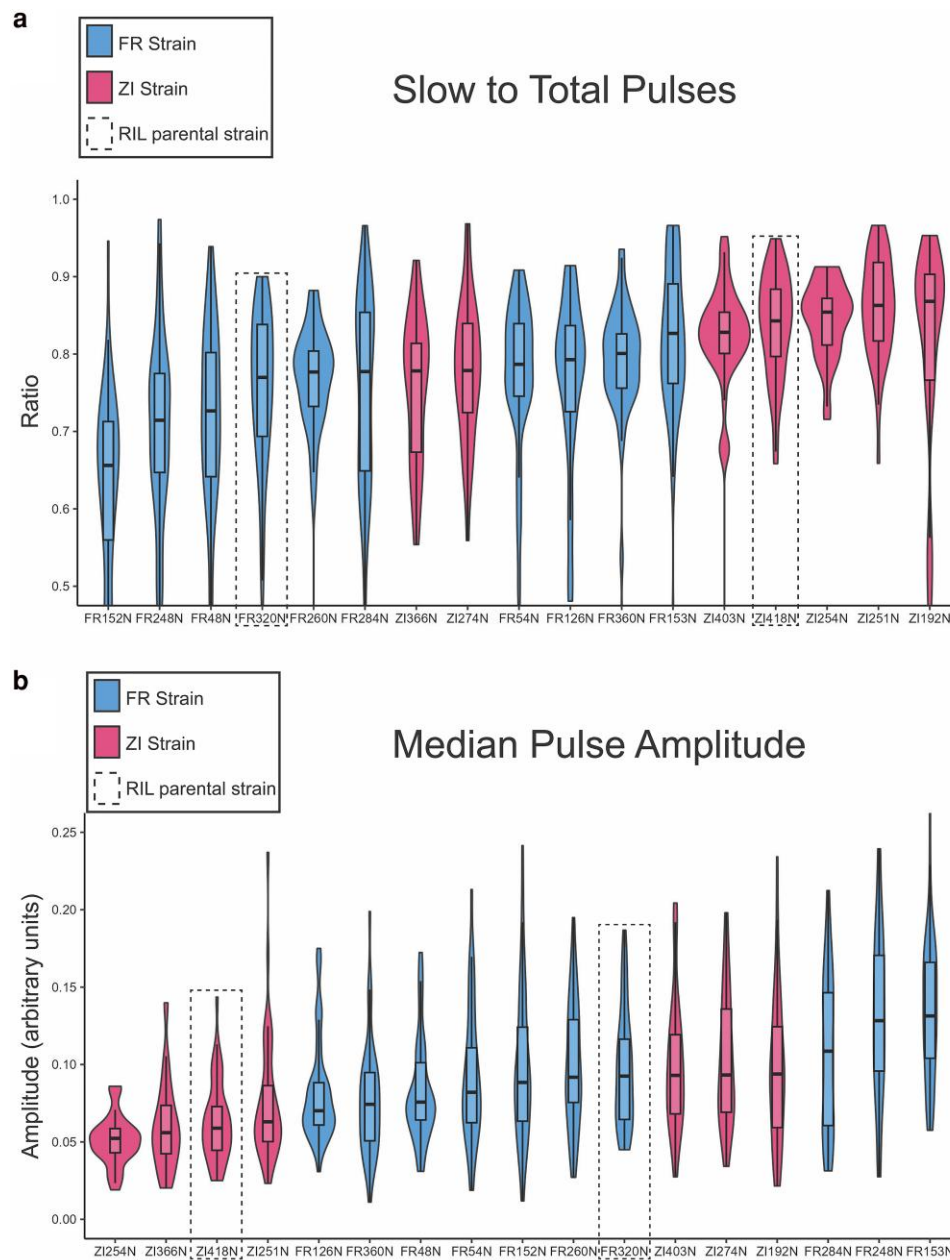 a
FR Strain
ZI Strain
RIL parental strain
Slow to Total Pulses
Ratio
1.0
0.9
0.8
0.7
0.6
0.5
FR152N FR248N FR48N FR320N FR260N FR284N ZI366N ZI274N FR54N FR126N FR360N FR153N ZI403N ZI418N ZI254N ZI251N ZI192N
b
FR Strain
ZI Strain
RIL parental strain
Median Pulse Amplitude
Amplitude (arbitrary units)
0.25
0.20
0.15
0.10
0.05
0.00
ZI254N ZI366N ZI418N ZI251N FR126N FR360N FR48N FR54N FR152N FR260N FR320N ZI403N ZI274N ZI192N FR284N FR248N FR153N